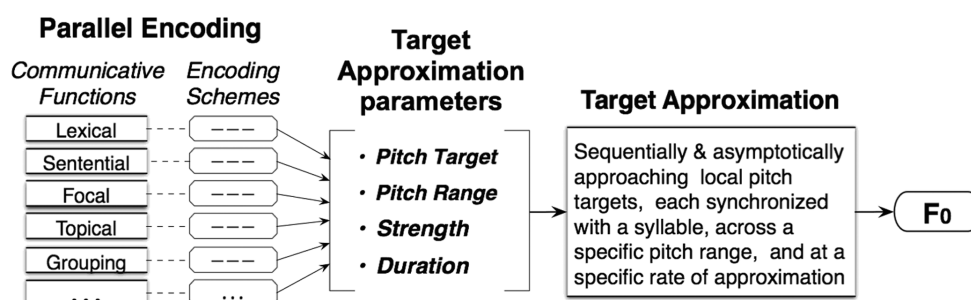 Parallel Encoding
Communicative Functions
Encoding Schemes
Lexical
– – –
Sentential
– – –
Focal
– – –
Topical
– – –
Grouping
– – –
...
...
Target
Approximation
parameters
• Pitch Target
• Pitch Range
• Strength
• Duration
Target Approximation
Sequentially & asymptotically
approaching local pitch
targets, each synchronized
with a syllable, across a
specific pitch range, and at a
specific rate of approximation
F0